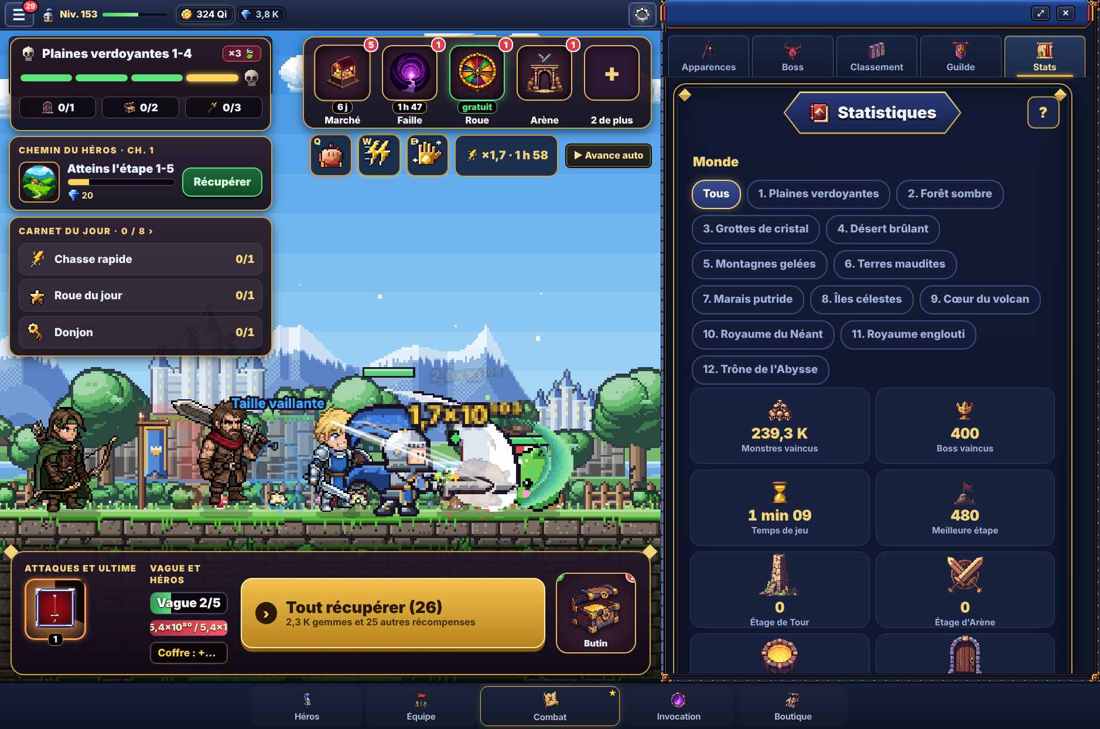 29
Niv. 153
324 Qi
3,8 K
Plaines verdoyantes 1-4
×3
0/1
0/2
0/3
CHEMIN DU HÉROS · CH. 1
Atteins l'étape 1-5
20
Récupérer
CARNET DU JOUR · 0 / 8 ›
Chasse rapide
0/1
Roue du jour
0/1
Donjon
0/1
5
6 j
Marché
1
1 h 47
Faille
1
gratuit
Roue
1
Arène
+
2 de plus
Q
W
E
×1,7 · 1 h 58
Avance auto
Taille vaillante
ATTAQUES ET ULTIME
1
VAGUE ET
HÉROS
Vague 2/5
Coffre : +...
Tout récupérer (26)
2,3 K gemmes et 25 autres récompenses
Butin
Héros
Équipe
Combat
Invocation
Boutique
Apparences
Boss
Classement
Guilde
Stats
Statistiques
?
Monde
Tous
1. Plaines verdoyantes
2. Forêt sombre
3. Grottes de cristal
4. Désert brûlant
5. Montagnes gelées
6. Terres maudites
7. Marais putride
8. Îles célestes
9. Cœur du volcan
10. Royaume du Néant
11. Royaume englouti
12. Trône de l'Abysse
239,3 K
Monstres vaincus
400
Boss vaincus
1 min 09
Temps de jeu
480
Meilleure étape
0
Étage de Tour
0
Étage d'Arène